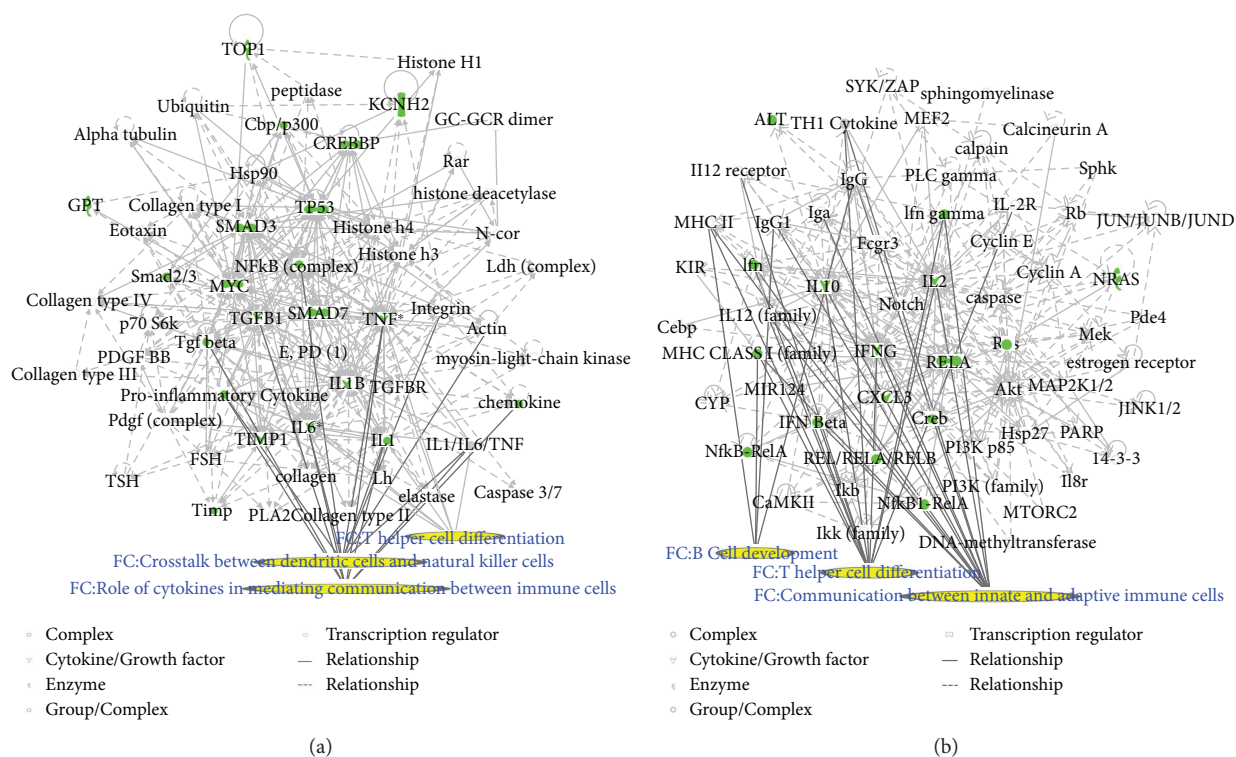 TOP1
Histone H1
peptidase
Ubiquitin
KCNH2
Cbp/p300
GC-GCR dimer
Alpha tubulin
CREBBP
Rar
Hsp90
histone deacetylase
GPT
Collagen type I
TP53
SMAD3
Histone h4
Eotaxin
N-cor
Histone h3
NFkB (complex)
Ldh (complex)
Smad2/3
MYC
Collagen type IV
Integrin
SMAD7
TGFB1
TNF*
p70 S6k
Actin
Tgf beta
E, PD (1)
PDGF BB
myosin-light-chain kinase
Collagen type III
IL1B
TGFBR
Pro-inflammatory Cytokine
chemokine
Pdgf (complex)
IL6*
TIMP1
IL1
IL1/IL6/TNF
FSH
collagen
Lh
TSH
elastase
Caspase 3/7
Timp
PLA2
Collagen type II
FC:T helper cell differentiation
FC:Crosstalk between dendritic cells and natural killer cells
FC:Role of cytokines in mediating communication between immune cells
Complex
Cytokine/Growth factor
Enzyme
Group/Complex
Transcription regulator
Relationship
Relationship
(a)
SYK/ZAP
sphingomyelinase
ALT
TH1 Cytokine
MEF2
Calcineurin A
calpain
Il12 receptor
IgG
PLC gamma
Sphk
Iga
Ifn gamma
IL-2R
Rb
JUN/JUNB/JUND
MHC II
IgG1
Fcgr3
Cyclin E
KIR
Ifn
Cyclin A
NRAS
IL10
IL2
caspase
Notch
IL12 (family)
Pde4
Cebp
Mek
MHC CLASS I (family)
IFNG
RELA
Ras
estrogen receptor
MIR124
Akt
MAP2K1/2
CYP
CXCL3
JINK1/2
IFN Beta
Creb
Hsp27
PARP
NfkB-RelA
REL/RELA/RELB
PI3K p85
14-3-3
Ikb
PI3K (family)
Il8r
CaMKII
NfkB1-RelA
MTORC2
Ikk (family)
DNA-methyltransferase
FC:B Cell development
FC:T helper cell differentiation
FC:Communication between innate and adaptive immune cells
Complex
Cytokine/Growth factor
Enzyme
Group/Complex
Transcription regulator
Relationship
Relationship
(b)